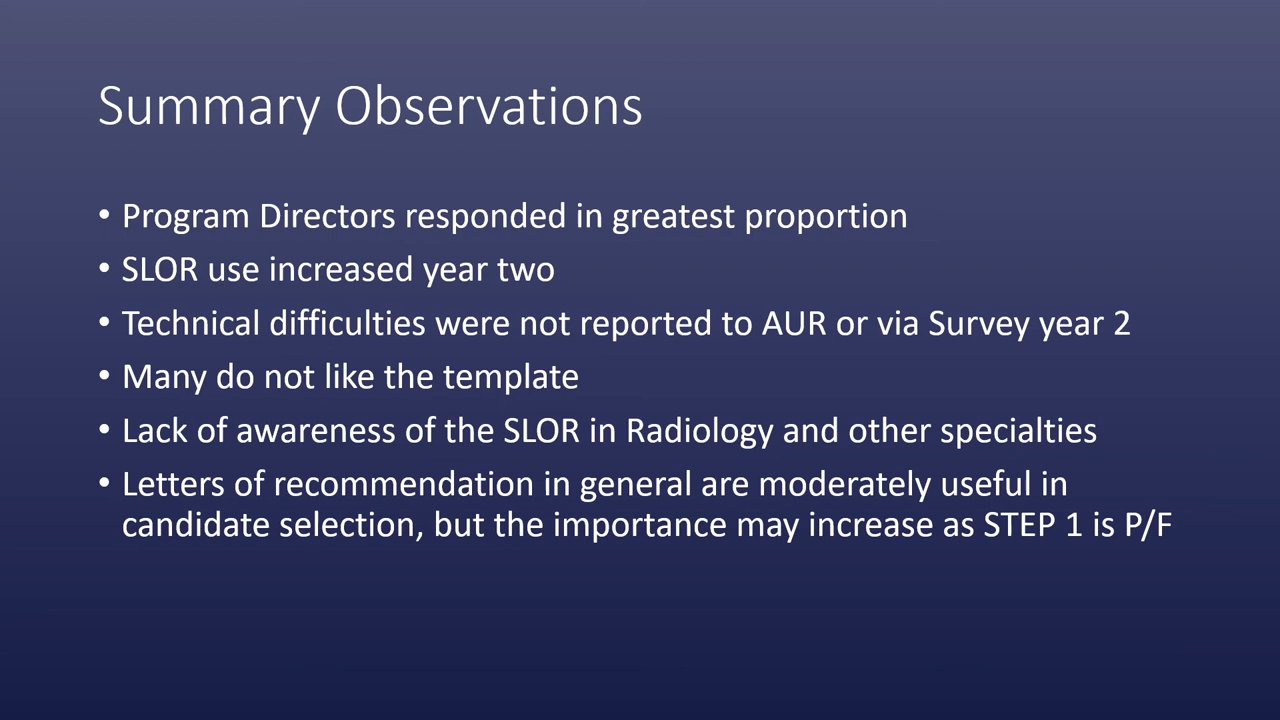 Summary Observations
• Program Directors responded in greatest proportion
• SLOR use increased year two
• Technical difficulties were not reported to AUR or via Survey year 2
• Many do not like the template
• Lack of awareness of the SLOR in Radiology and other specialties
• Letters of recommendation in general are moderately useful in
candidate selection, but the importance may increase as STEP 1 is P/F